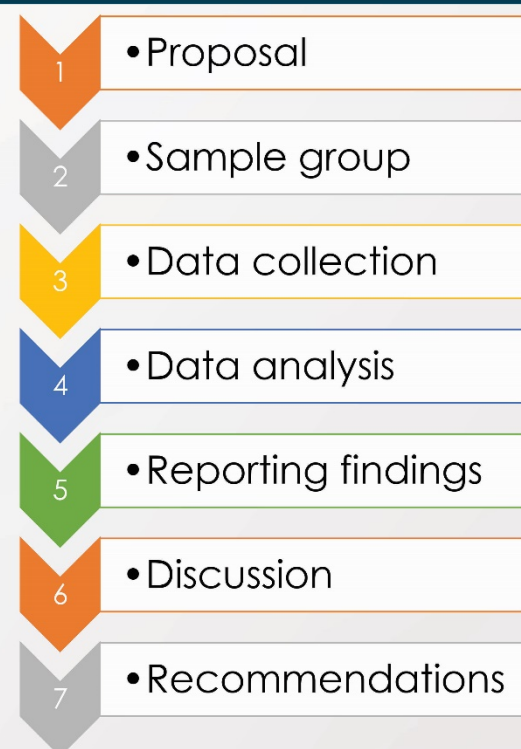 1 •Proposal
2 •Sample group
3 •Data collection
4 •Data analysis
5 •Reporting findings
6 •Discussion
7 •Recommendations